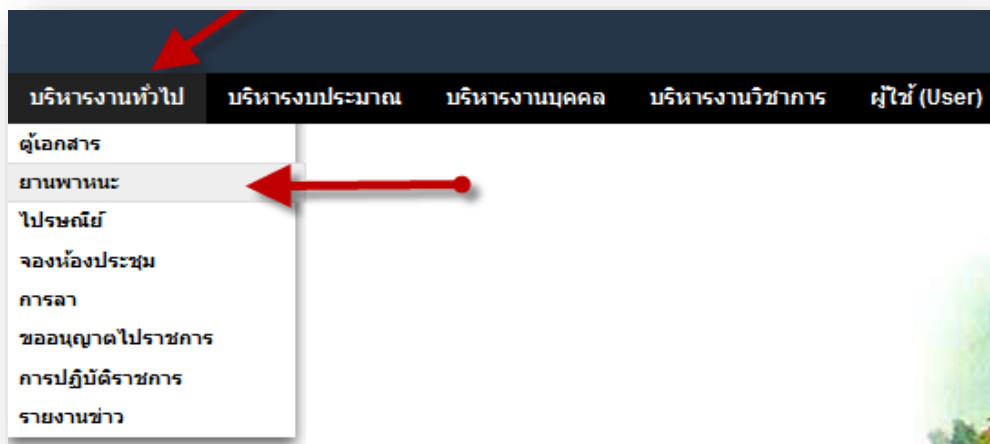 บริหารงานทั่วไป บริหารงบประมาณ บริหารงานบุคคล บริหารงานวิชาการ ผู้ใช้ (User)
ตู้เอกสาร
ยานพาหนะ
ไปรษณีย์
จองห้องประชุม
การลา
ขออนุญาตไปราชการ
การปฏิบัติราชการ
รายงานข่าว